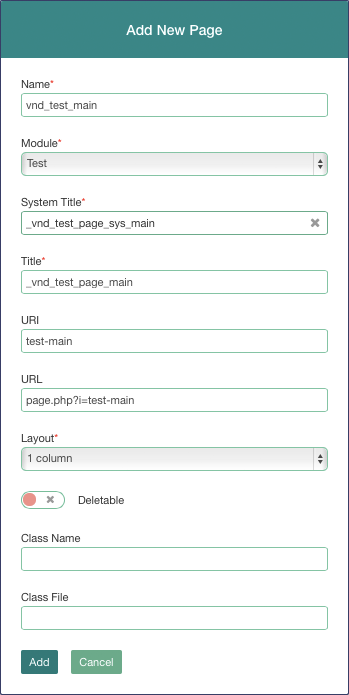 Add New Page
Name*
vnd_test_main
Module*
Test
System Title*
_vnd_test_page_sys_main
Title*
_vnd_test_page_main
URI
test-main
URL
page.php?i=test-main
Layout*
1 column
Deletable
Class Name
Class File
Add Cancel